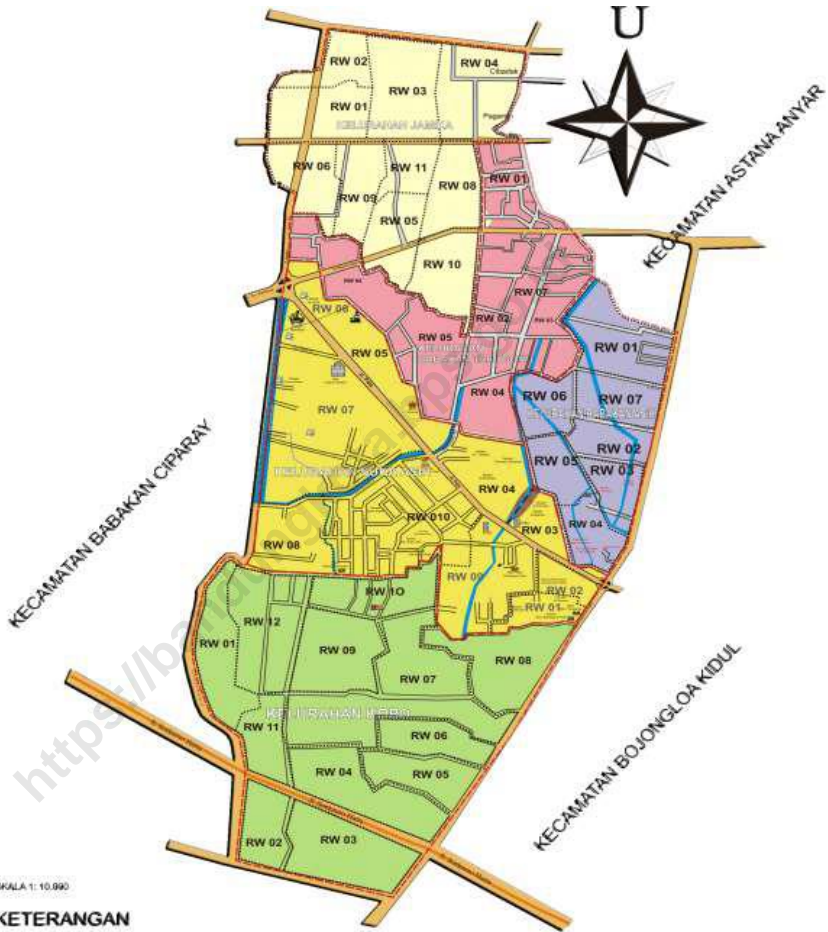 U
RW 02
RW 04
Cibadak
RW 03
RW 01
KELURAHAN JAMIKA
RW 11
RW 06
RW 08
RW 01
RW 09
RW 05
RW 10
RW 07
RW 02
RW 05
RW 04
RW 06
RW 05
RW 07
RW 01
RW 06
RW 07
RW 02
RW 05
RW 03
RW 04
RW 04
RW 010
RW 03
RW 08
RW 09
RW 02
RW 01
RW 10
RW 12
RW 01
RW 09
RW 08
RW 07
KELURAHAN KOPO
RW 11
RW 06
RW 04
RW 05
RW 02
RW 03
KECAMATAN ASTANA ANYAR
KECAMATAN BABAKAN CIPARAY
KECAMATAN BOJONGLOA KIDUL
SKALA 1: 10.990
KETERANGAN